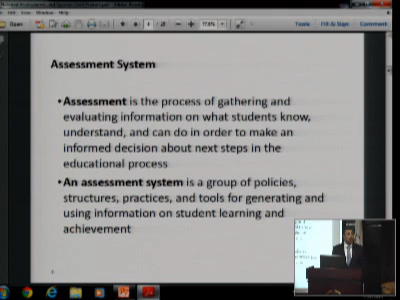 Open
77.8%
Tools
Fill & Sign
Comment
Assessment System
•Assessment is the process of gathering and
evaluating information on what students know,
understand, and can do in order to make an
informed decision about next steps in the
educational process
•An assessment system is a group of policies,
structures, practices, and tools for generating and
using information on student learning and
achievement